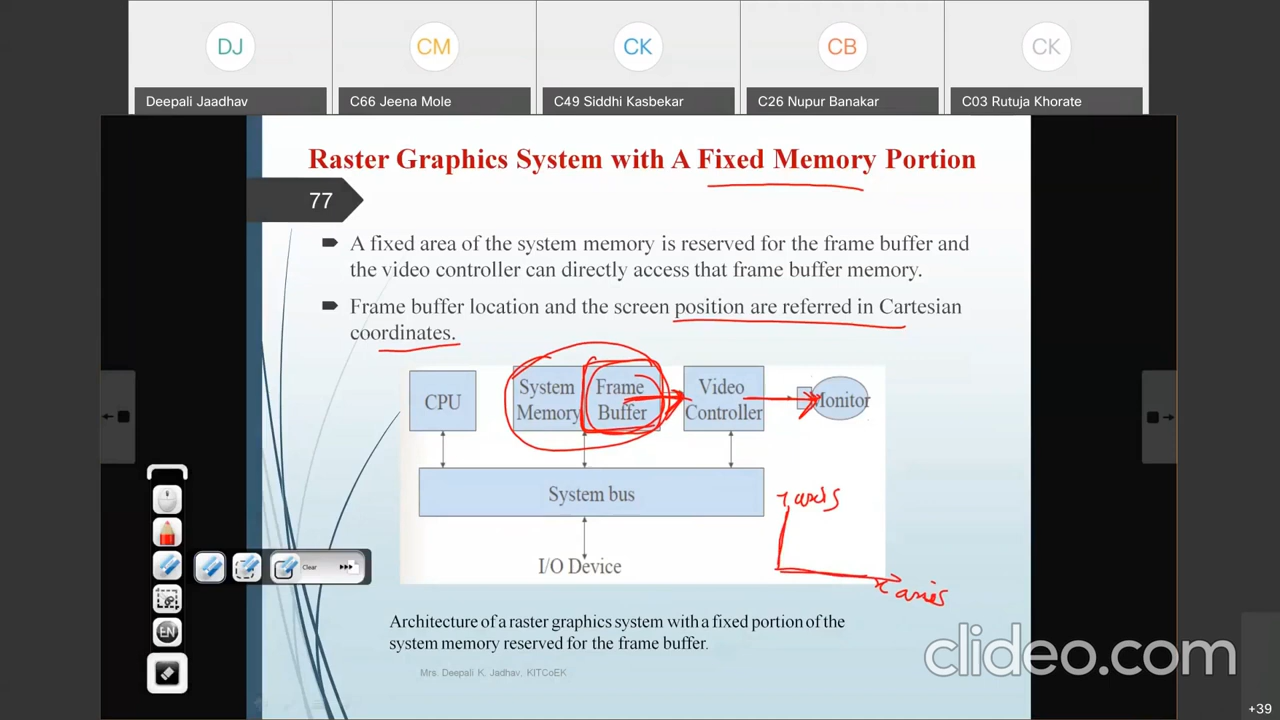 DJ
CM
CK
CB
CK
Deepali Jaadhav
C66 Jeena Mole
C49 Siddhi Kasbekar
C26 Nupur Banakar
C03 Rutuja Khorate
Raster Graphics System with A Fixed Memory Portion
77
A fixed area of the system memory is reserved for the frame buffer and
the video controller can directly access that frame buffer memory.
Frame buffer location and the screen position are referred in Cartesian
coordinates.
CPU
System
Memory
Frame
Buffer
Video
Controller
Monitor
System bus
Y axis
I/O Device
x axis
Clear
EN
Architecture of a raster graphics system with a fixed portion of the
system memory reserved for the frame buffer.
Mrs. Deepali K. Jadhav, KITCoEK
clideo.com
+39